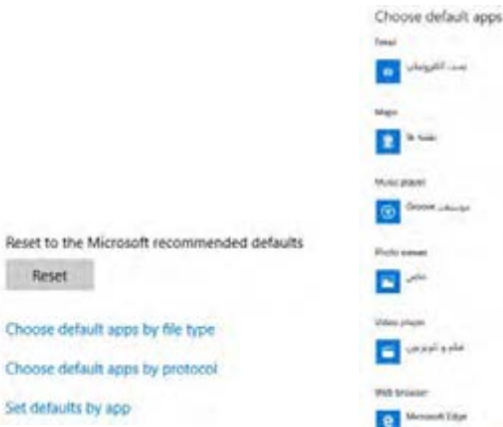 Reset to the Microsoft recommended defaults
Reset
Choose default apps by file type
Choose default apps by protocol
Set defaults by app
Choose default apps
Email
پست الکترونیکی
Maps
نقشه ها
Music player
موسیقی Groove
Photo viewer
عکس
Video player
فیلم و تلویزیون
Web browser
Microsoft Edge